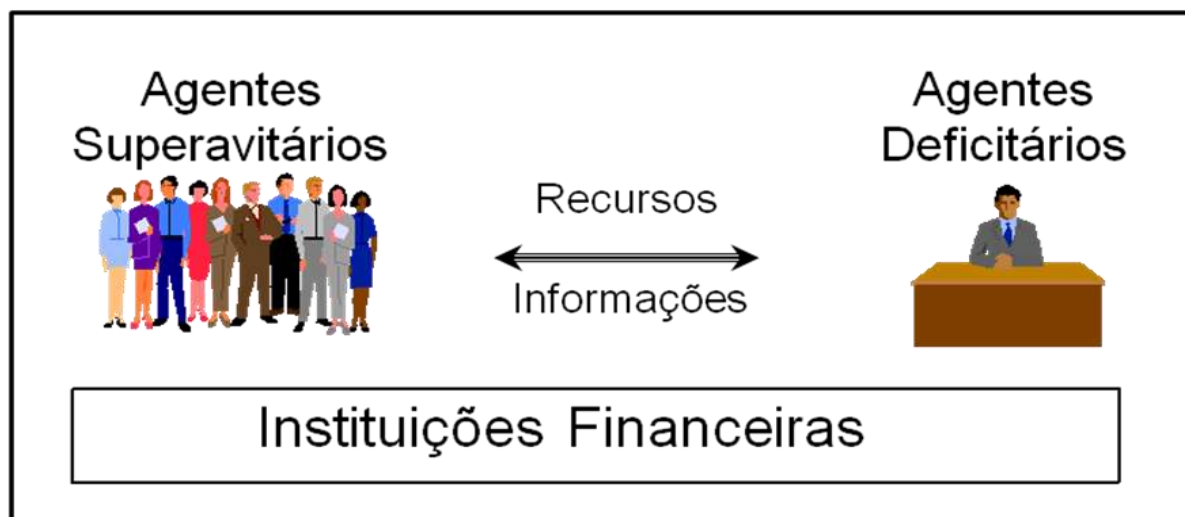 Agentes
Superavitários
Agentes
Deficitários
Recursos
Informações
Instituições Financeiras